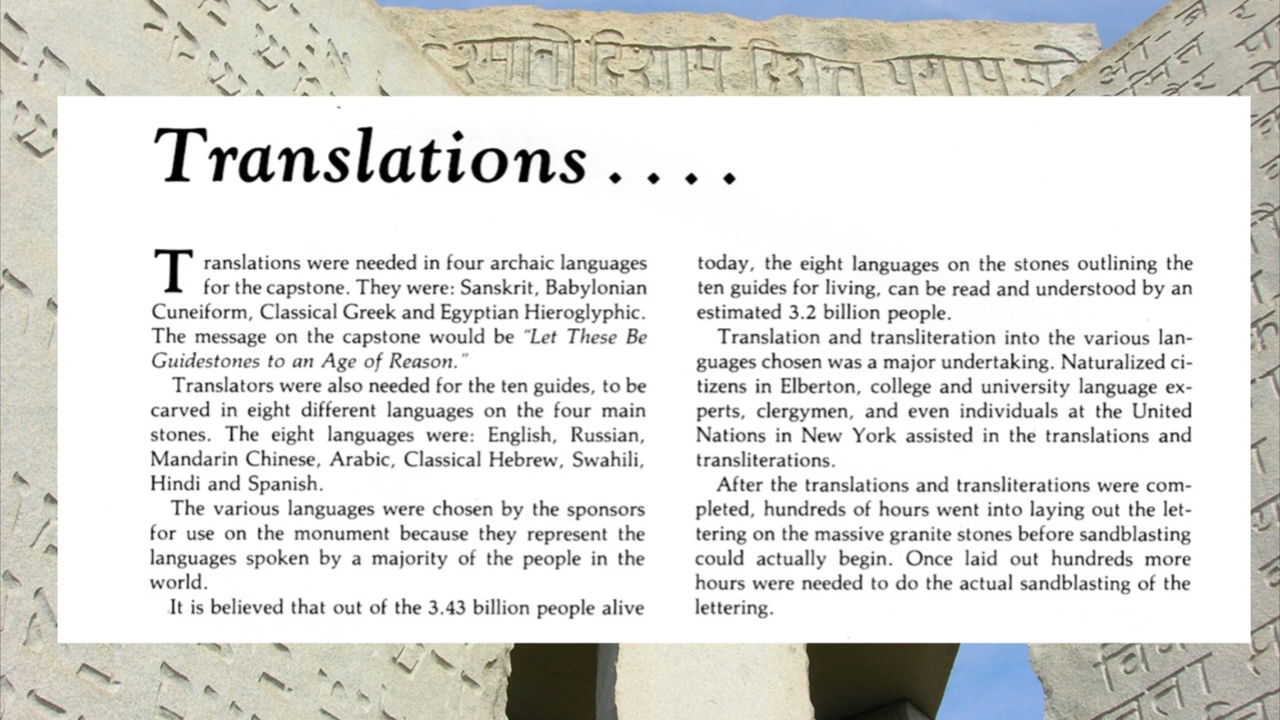 Translations . . . .
Translations were needed in four archaic languages
for the capstone. They were: Sanskrit, Babylonian
Cuneiform, Classical Greek and Egyptian Hieroglyphic.
The message on the capstone would be "Let These Be
Guidestones to an Age of Reason."
Translators were also needed for the ten guides, to be
carved in eight different languages on the four main
stones. The eight languages were: English, Russian,
Mandarin Chinese, Arabic, Classical Hebrew, Swahili,
Hindi and Spanish.
The various languages were chosen by the sponsors
for use on the monument because they represent the
languages spoken by a majority of the people in the
world.
It is believed that out of the 3.43 billion people alive
today, the eight languages on the stones outlining the
ten guides for living, can be read and understood by an
estimated 3.2 billion people.
Translation and transliteration into the various lan-
guages chosen was a major undertaking. Naturalized ci-
tizens in Elberton, college and university language ex-
perts, clergymen, and even individuals at the United
Nations in New York assisted in the translations and
transliterations.
After the translations and transliterations were com-
pleted, hundreds of hours went into laying out the let-
tering on the massive granite stones before sandblasting
could actually begin. Once laid out hundreds more
hours were needed to do the actual sandblasting of the
lettering.